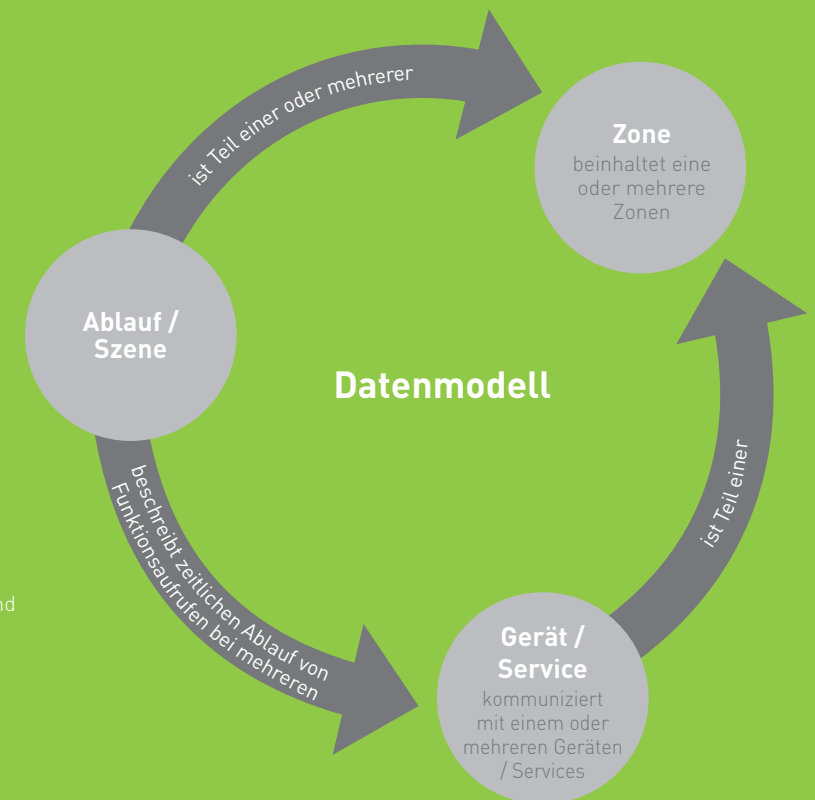 ist Teil einer oder mehrerer
Zone
beinhaltet eine
oder mehrere
Zonen
Ablauf /
Szene
Datenmodell
beschreibt zeitlichen Ablauf von
Funktionsaufrufen bei mehreren
ist Teil einer
Gerät /
Service
kommuniziert
mit einem oder
mehreren Geräten
/ Services